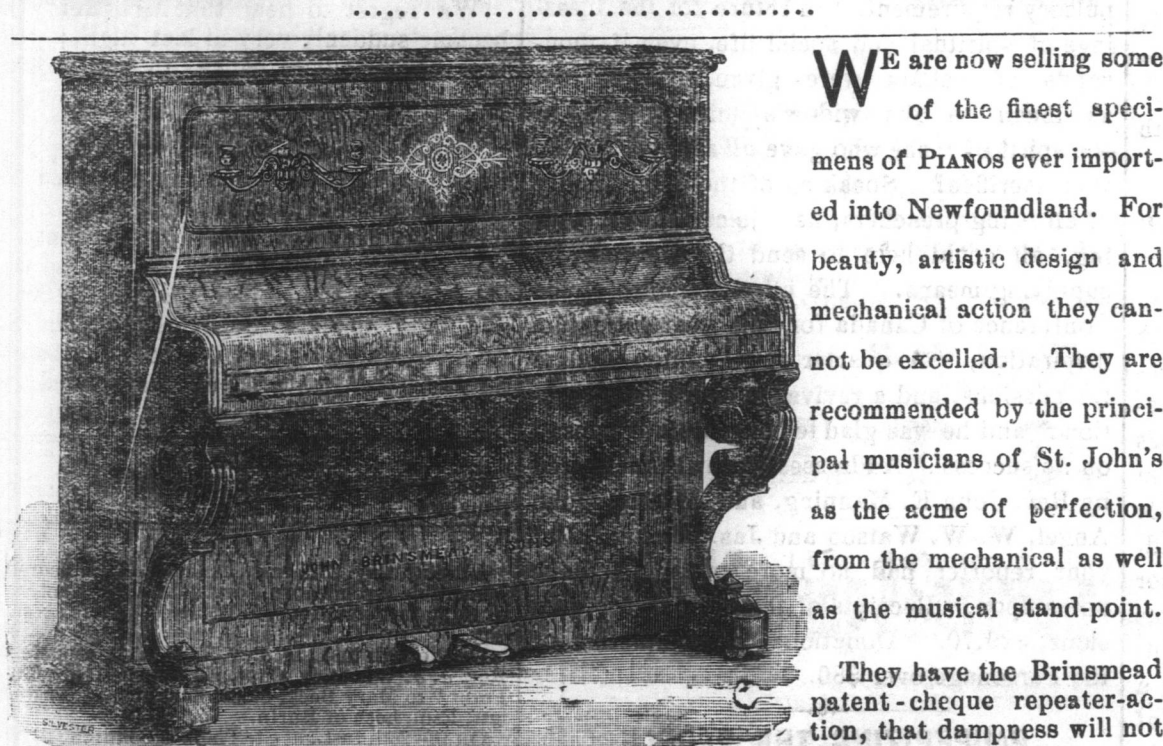 WE are now selling some
of the finest speci-
mens of PIANOS ever import-
ed into Newfoundland. For
beauty, artistic design and
mechanical action they can-
not be excelled. They are
recommended by the princi-
pal musicians of St. John's
as the acme of perfection,
from the mechanical as well
as the musical stand-point.
They have the Brinsmead
patent-cheque repeater-ac-
tion, that dampness will not
JOHN BRINSMEAD & SONS
SILVESTER